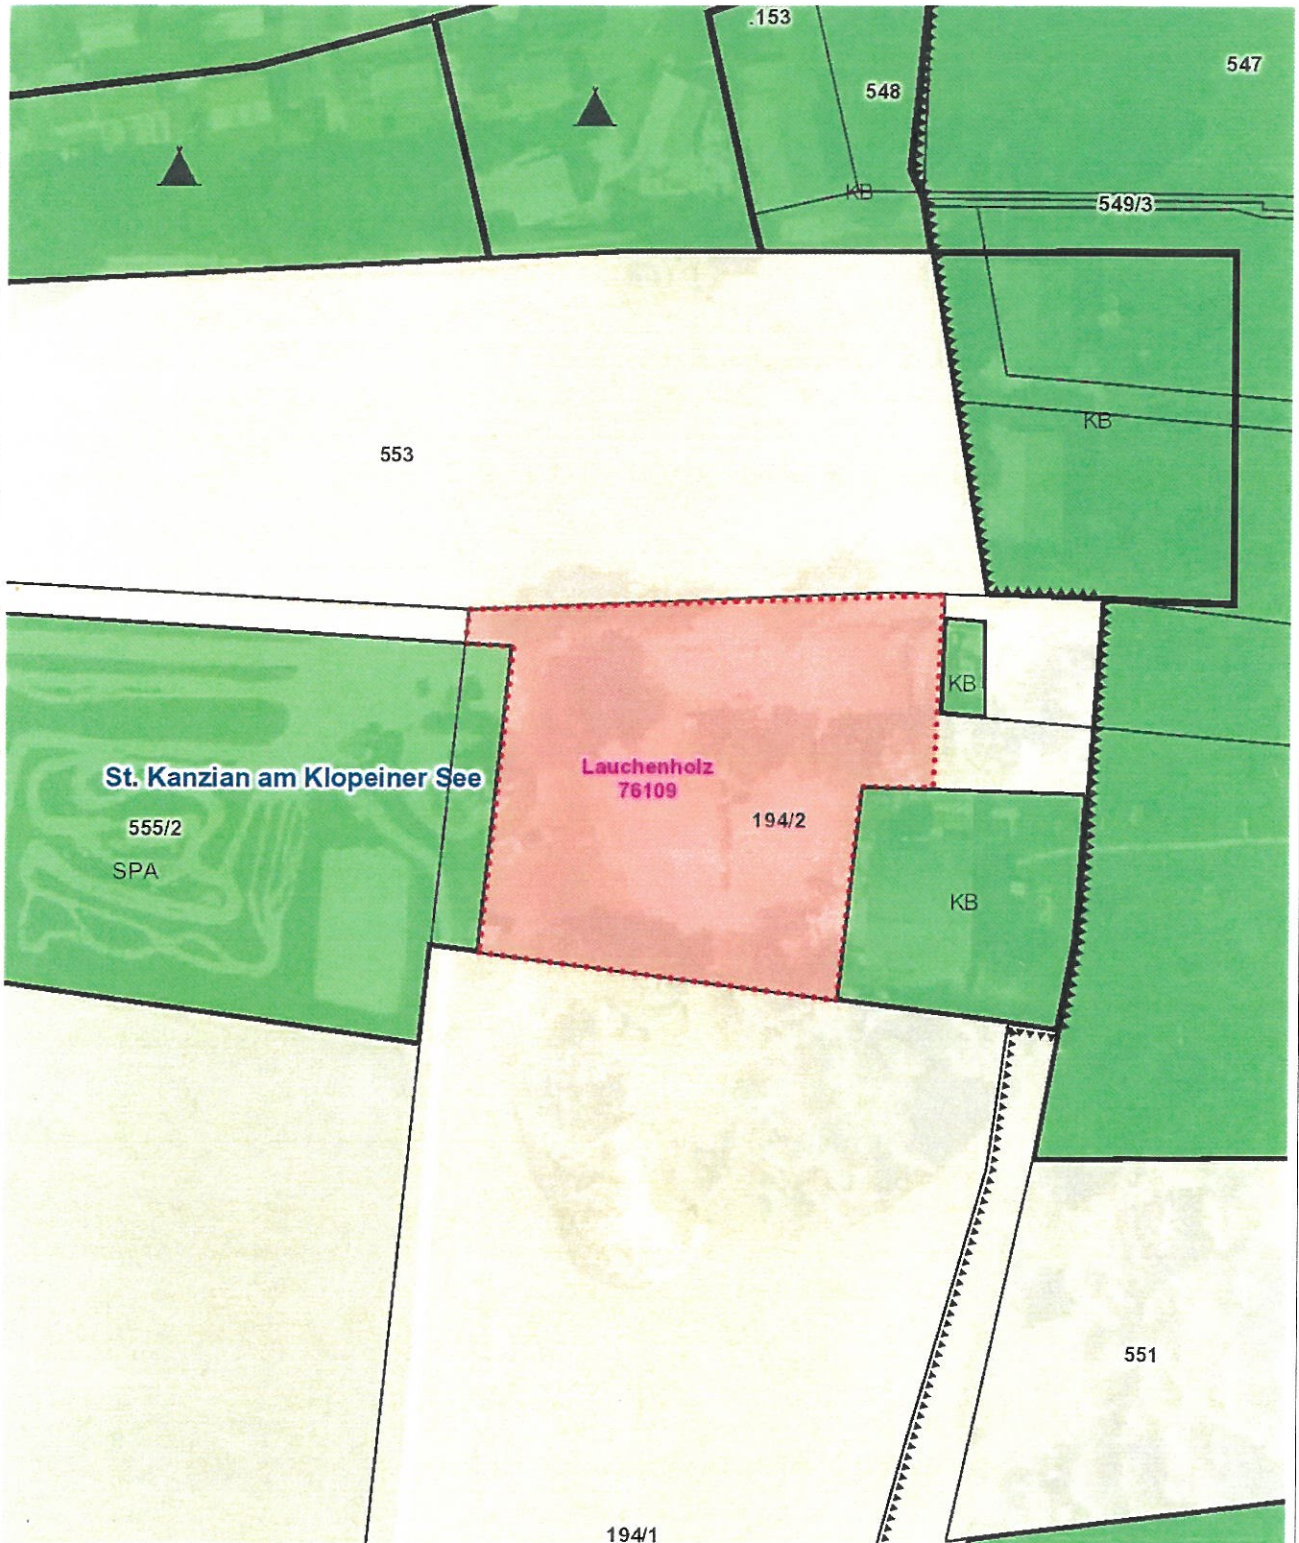 .153
547
548
KB
549/3
KB
553
KB
Lauchenholz
76109
St. Kanzian am Klopeiner See
194/2
555/2
SPA
KB
551
194/1